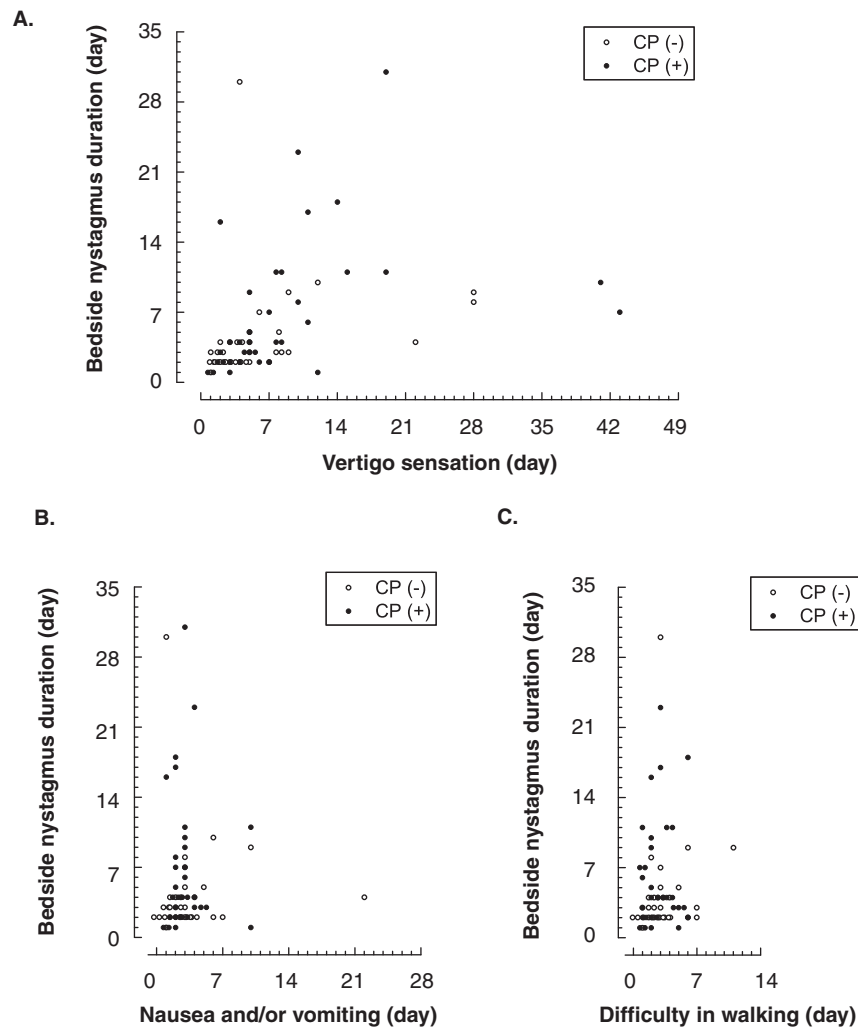 A.
Bedside nystagmus duration (day)
35
28
21
14
7
0
CP (-)
CP (+)
0 7 14 21 28 35 42 49
Vertigo sensation (day)
B.
Bedside nystagmus duration (day)
35
28
21
14
7
0
CP (-)
CP (+)
0 7 14 21 28
Nausea and/or vomiting (day)
C.
Bedside nystagmus duration (day)
35
28
21
14
7
0
CP (-)
CP (+)
0 7 14
Difficulty in walking (day)